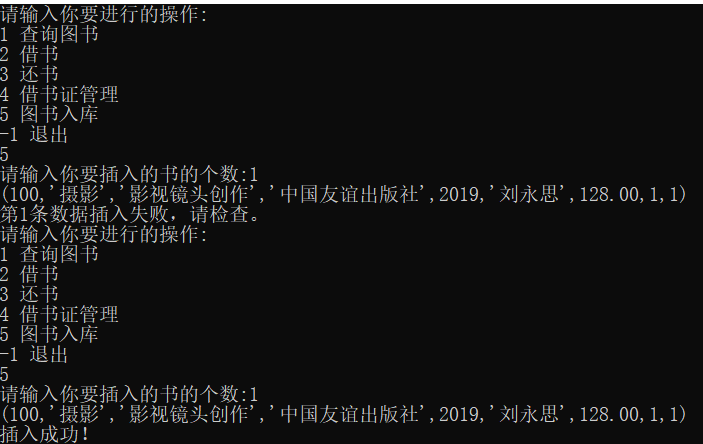 请输入你要进行的操作:
1 查询图书
2 借书
3 还书
4 借书证管理
5 图书入库
-1 退出
5
请输入你要插入的书的个数:1
(100,'摄影','影视镜头创作','中国友谊出版社',2019,'刘永思',128.00,1,1)
第1条数据插入失败，请检查。
请输入你要进行的操作:
1 查询图书
2 借书
3 还书
4 借书证管理
5 图书入库
-1 退出
5
请输入你要插入的书的个数:1
(100,'摄影','影视镜头创作','中国友谊出版社',2019,'刘永思',128.00,1,1)
插入成功!